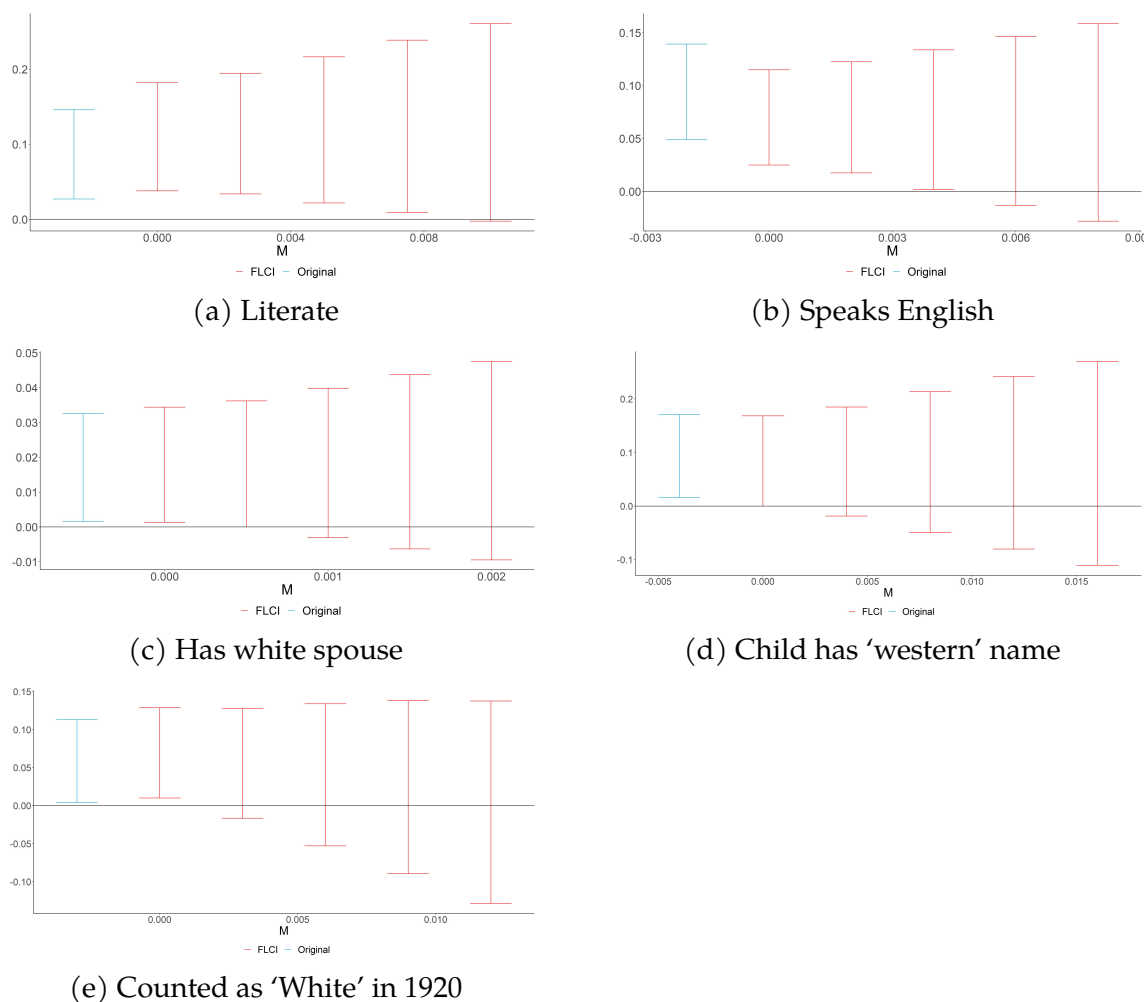 0.2
0.1
0.0
0.000 0.004 0.008
M
FLCI Original
(a) Literate
0.15
0.10
0.05
0.00
-0.003 0.000 0.003 0.006 0.00
M
FLCI Original
(b) Speaks English
0.05
0.04
0.03
0.02
0.01
0.00
-0.01
0.000 0.001 0.002
M
FLCI Original
(c) Has white spouse
0.2
0.1
0.0
-0.1
-0.005 0.000 0.005 0.010 0.015
M
FLCI Original
(d) Child has ‘western’ name
0.15
0.10
0.05
0.00
-0.05
-0.10
0.000 0.005 0.010
M
FLCI Original
(e) Counted as ‘White’ in 1920